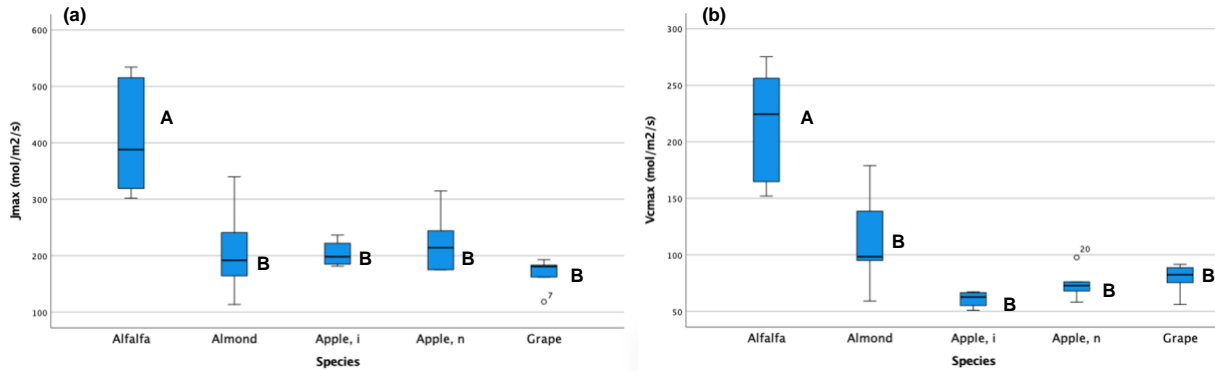 (a)
600
500
400
300
200
100
Jmax (mol/m2/s)
A
B
B
B
B
7
Alfalfa Almond Apple, i Apple, n Grape
Species
(b)
300
250
200
150
100
50
Vcmax (mol/m2/s)
A
B
B
20
B
B
Alfalfa Almond Apple, i Apple, n Grape
Species